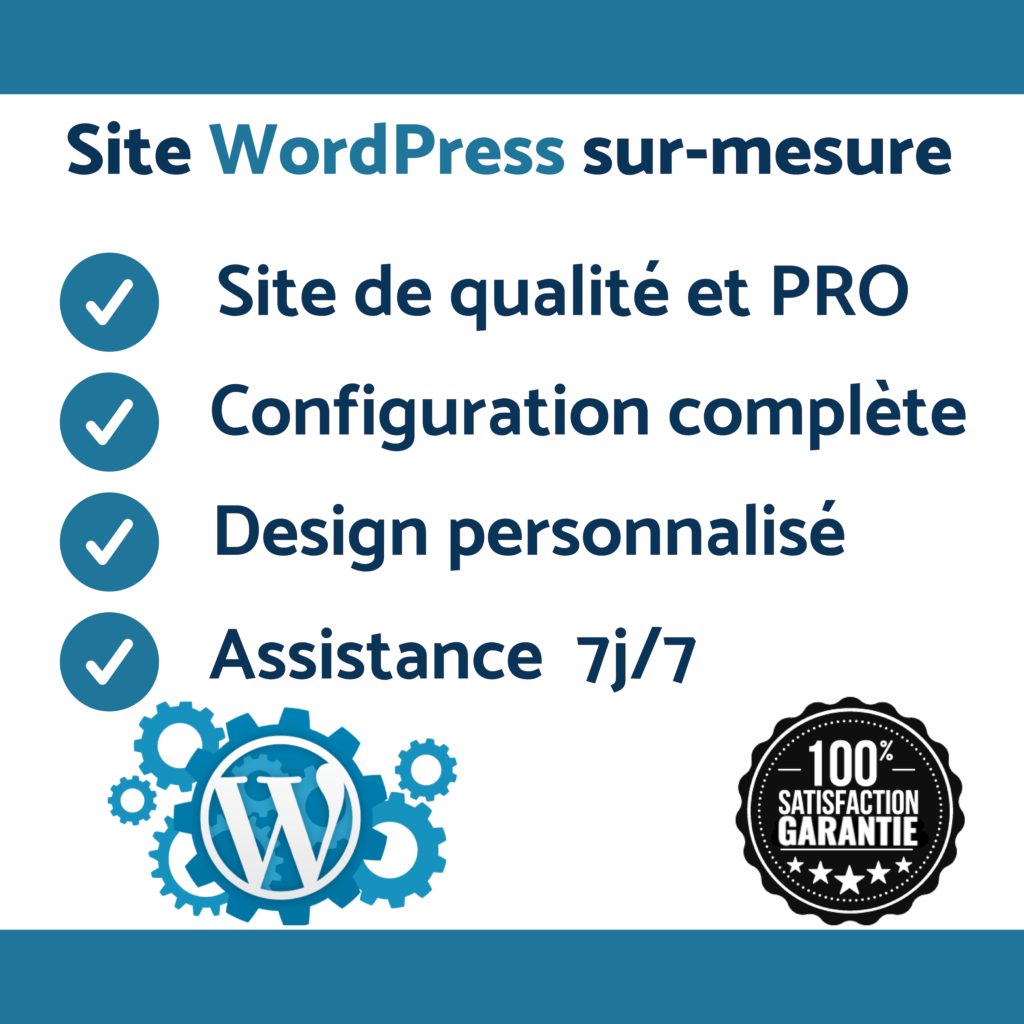 Site WordPress sur-mesure
Site de qualité et PRO
Configuration complète
Design personnalisé
Assistance 7j/7
W
100%
SATISFACTION
GARANTIE